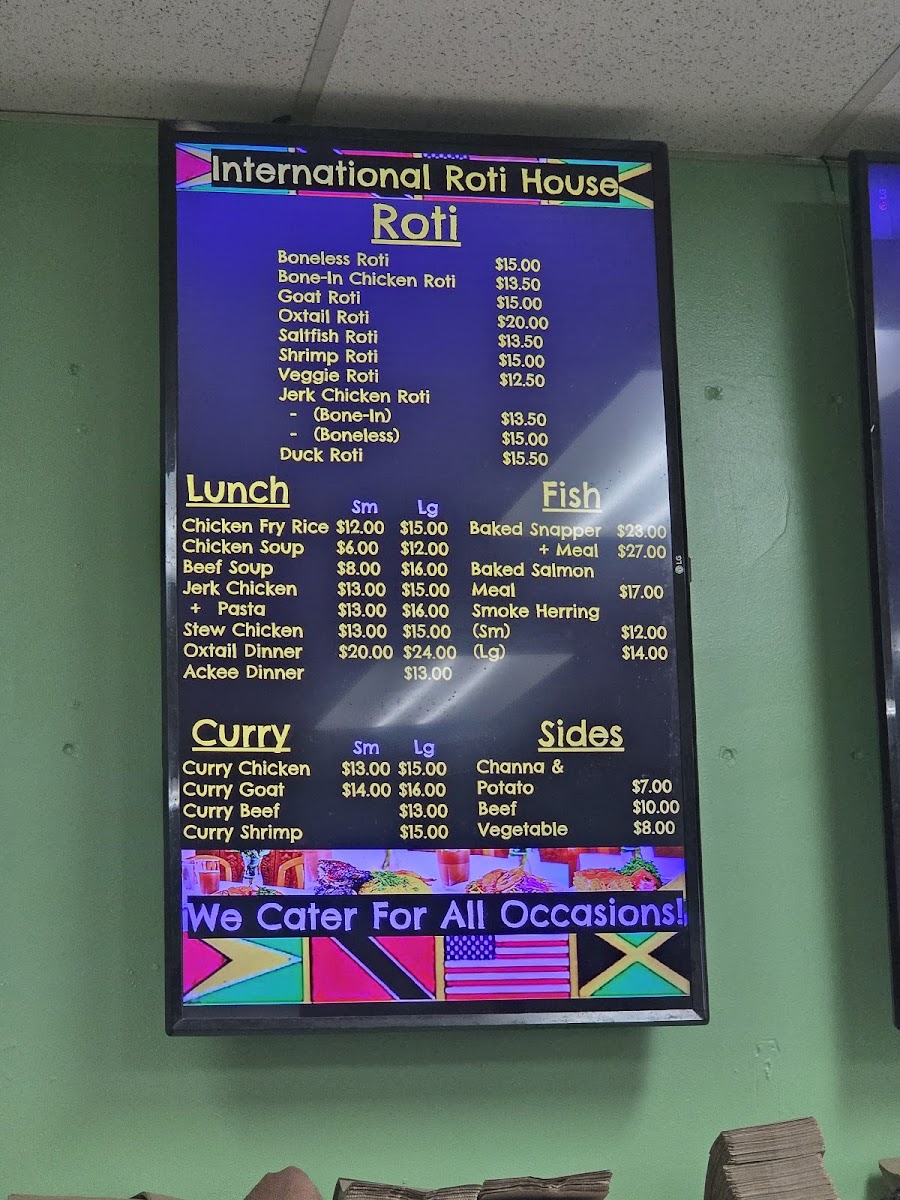 International Roti House
Roti
Boneless Roti $15.00
Bone-In Chicken Roti $13.50
Goat Roti $15.00
Oxtail Roti $20.00
Saltfish Roti $13.50
Shrimp Roti $15.00
Veggie Roti $12.50
Jerk Chicken Roti
- (Bone-In) $13.50
- (Boneless) $15.00
Duck Roti $15.50
Lunch
Sm Lg
Chicken Fry Rice $12.00 $15.00
Chicken Soup $6.00 $12.00
Beef Soup $8.00 $16.00
Jerk Chicken $13.00 $15.00
+ Pasta $13.00 $16.00
Stew Chicken $13.00 $15.00
Oxtail Dinner $20.00 $24.00
Ackee Dinner $13.00
Fish
Baked Snapper $23.00
+ Meal $27.00
Baked Salmon
Meal $17.00
Smoke Herring
(Sm) $12.00
(Lg) $14.00
Curry
Sm Lg
Curry Chicken $13.00 $15.00
Curry Goat $14.00 $16.00
Curry Beef $13.00
Curry Shrimp $15.00
Sides
Channa &
Potato $7.00
Beef $10.00
Vegetable $8.00
We Cater For All Occasions!
LG
LG